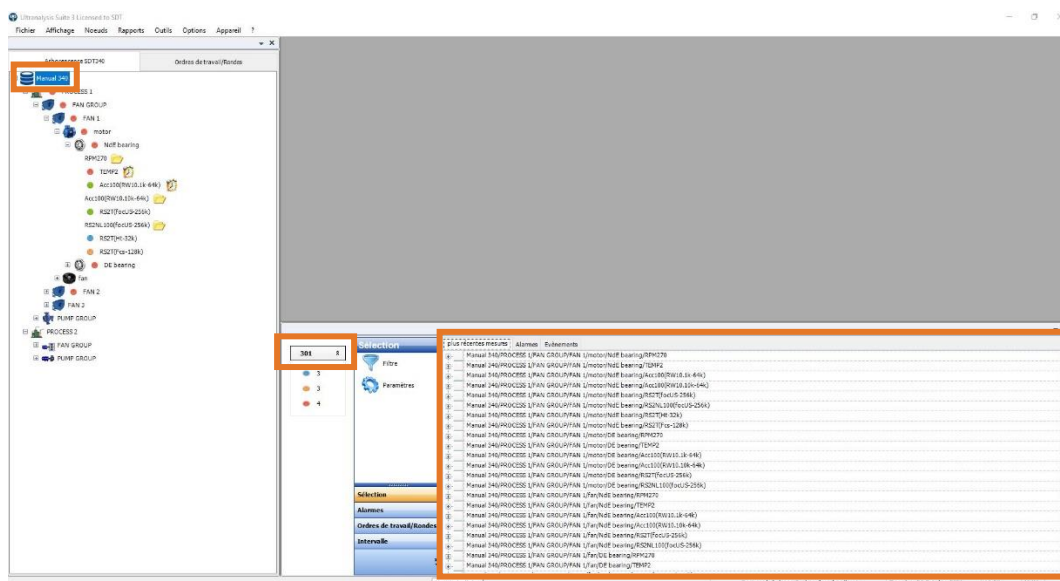 Ultranalysis Suite 3 Licensed to SDT
Fichier Affichage Noeuds Rapports Outils Options Appareil ?
Ordres de travail/Rondes
Manual 340
PROCESS 1
FAN GROUP
FAN 1
motor
NdE bearing
RPM270
TEMP2
Acc100(RW10.1k-64k)
Acc100(RW10.10k-64k)
RS2T(focUS-256k)
RS2NL100(focUS-256k)
RS2T(Ht-32k)
RS2T(Fcs-128k)
DE bearing
fan
FAN 2
FAN 3
PUMP GROUP
PROCESS 2
FAN GROUP
PUMP GROUP
301
3
3
4
Sélection
Filtre
Paramètres
Sélection
Alarmes
Ordres de travail/Rondes
Intervalle
plus récentes mesures Alarmes Evènements
Manual 340/PROCESS 1/FAN GROUP/FAN 1/motor/NdE bearing/RPM270
Manual 340/PROCESS 1/FAN GROUP/FAN 1/motor/NdE bearing/TEMP2
Manual 340/PROCESS 1/FAN GROUP/FAN 1/motor/NdE bearing/Acc100(RW10.1k-64k)
Manual 340/PROCESS 1/FAN GROUP/FAN 1/motor/NdE bearing/Acc100(RW10.10k-64k)
Manual 340/PROCESS 1/FAN GROUP/FAN 1/motor/NdE bearing/RS2T(focUS-256k)
Manual 340/PROCESS 1/FAN GROUP/FAN 1/motor/NdE bearing/RS2NL100(focUS-256k)
Manual 340/PROCESS 1/FAN GROUP/FAN 1/motor/NdE bearing/RS2T(Ht-32k)
Manual 340/PROCESS 1/FAN GROUP/FAN 1/motor/NdE bearing/RS2T(Fcs-128k)
Manual 340/PROCESS 1/FAN GROUP/FAN 1/motor/DE bearing/RPM270
Manual 340/PROCESS 1/FAN GROUP/FAN 1/motor/DE bearing/TEMP2
Manual 340/PROCESS 1/FAN GROUP/FAN 1/motor/DE bearing/Acc100(RW10.1k-64k)
Manual 340/PROCESS 1/FAN GROUP/FAN 1/motor/DE bearing/Acc100(RW10.10k-64k)
Manual 340/PROCESS 1/FAN GROUP/FAN 1/motor/DE bearing/RS2T(focUS-256k)
Manual 340/PROCESS 1/FAN GROUP/FAN 1/motor/DE bearing/RS2NL100(focUS-256k)
Manual 340/PROCESS 1/FAN GROUP/FAN 1/fan/NdE bearing/RPM270
Manual 340/PROCESS 1/FAN GROUP/FAN 1/fan/NdE bearing/TEMP2
Manual 340/PROCESS 1/FAN GROUP/FAN 1/fan/NdE bearing/Acc100(RW10.1k-64k)
Manual 340/PROCESS 1/FAN GROUP/FAN 1/fan/NdE bearing/Acc100(RW10.10k-64k)
Manual 340/PROCESS 1/FAN GROUP/FAN 1/fan/NdE bearing/RS2T(focUS-256k)
Manual 340/PROCESS 1/FAN GROUP/FAN 1/fan/NdE bearing/RS2NL100(focUS-256k)
Manual 340/PROCESS 1/FAN GROUP/FAN 1/fan/DE bearing/RPM270
Manual 340/PROCESS 1/FAN GROUP/FAN 1/fan/DE bearing/TEMP2